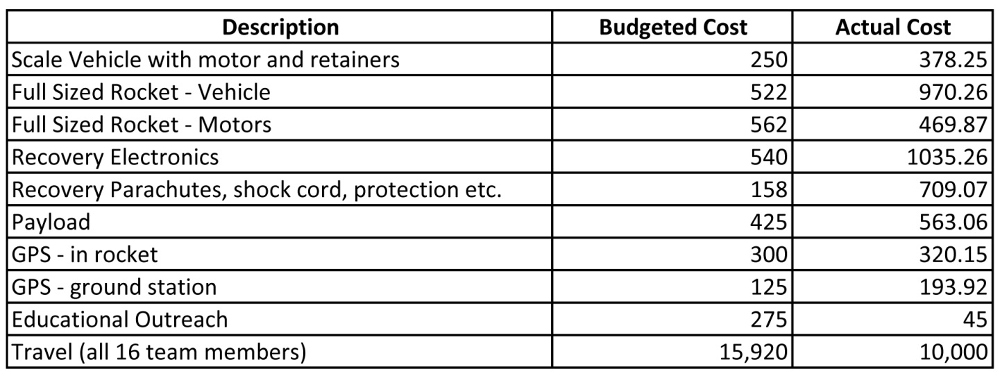 Description Budgeted Cost Actual Cost
Scale Vehicle with motor and retainers 250 378.25
Full Sized Rocket - Vehicle 522 970.26
Full Sized Rocket - Motors 562 469.87
Recovery Electronics 540 1035.26
Recovery Parachutes, shock cord, protection etc. 158 709.07
Payload 425 563.06
GPS - in rocket 300 320.15
GPS - ground station 125 193.92
Educational Outreach 275 45
Travel (all 16 team members) 15,920 10,000